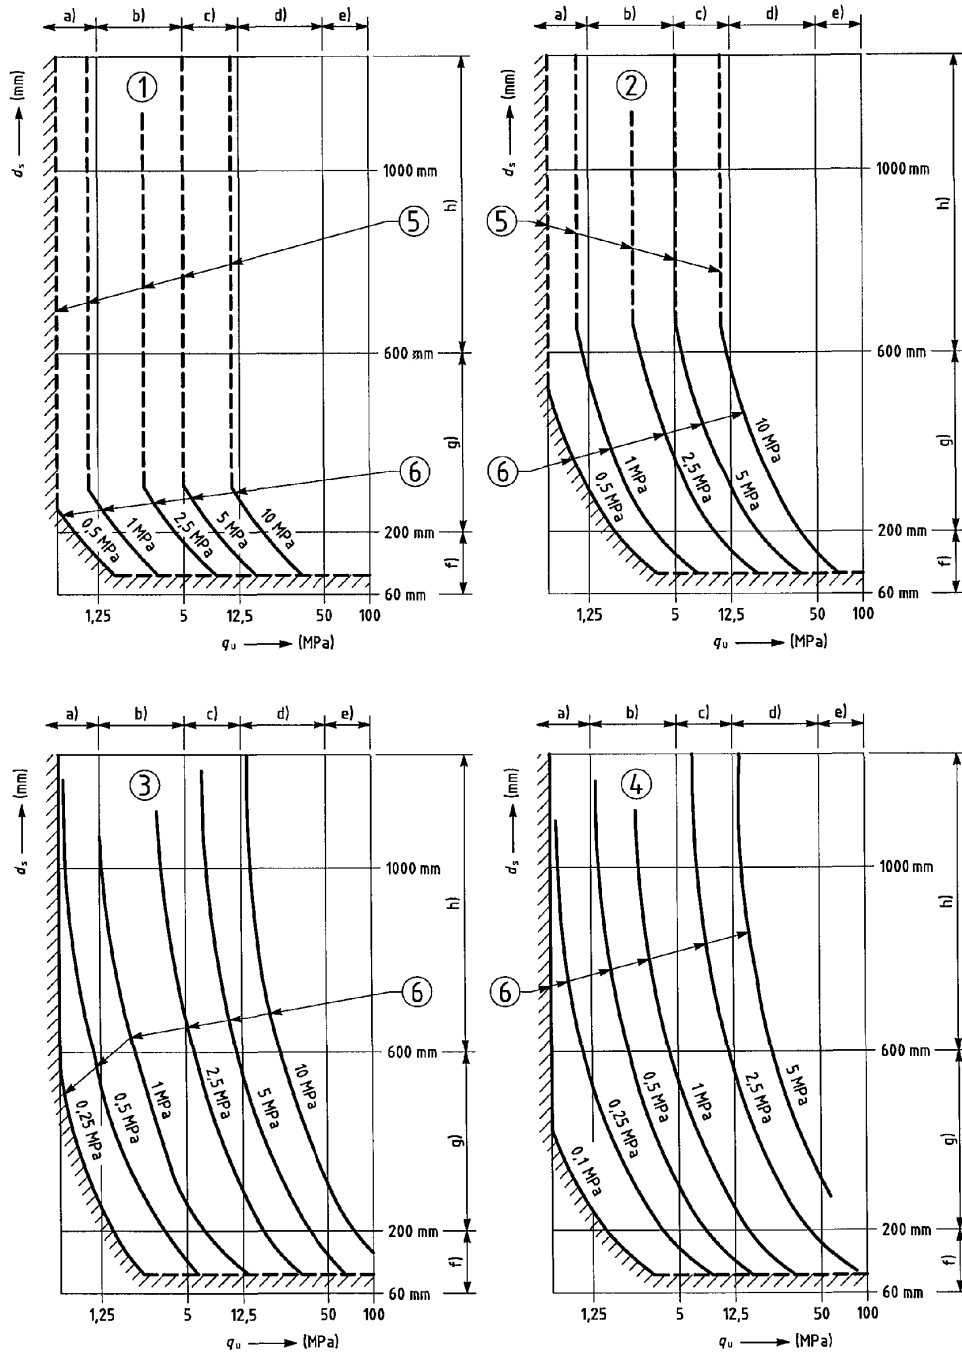 a) b) c) d) e)
dₛ → (mm)
1
1000 mm
h)
5
600 mm
g)
6
0,5 MPa 1 MPa 2,5 MPa 5 MPa 10 MPa
200 mm
f)
60 mm
1,25 5 12,5 50 100
qᵤ → (MPa)
a) b) c) d) e)
dₛ → (mm)
2
1000 mm
h)
5
600 mm
g)
6
0,5 MPa 1 MPa 2,5 MPa 5 MPa 10 MPa
200 mm
f)
60 mm
1,25 5 12,5 50 100
qᵤ → (MPa)
a) b) c) d) e)
dₛ → (mm)
3
1000 mm
h)
6
600 mm
g)
0,25 MPa 0,5 MPa 1 MPa 2,5 MPa 5 MPa 10 MPa
200 mm
f)
60 mm
1,25 5 12,5 50 100
qᵤ → (MPa)
a) b) c) d) e)
dₛ → (mm)
4
1000 mm
h)
6
600 mm
g)
0,1 MPa 0,25 MPa 0,5 MPa 1 MPa 2,5 MPa 5 MPa
200 mm
f)
60 mm
1,25 5 12,5 50 100
qᵤ → (MPa)